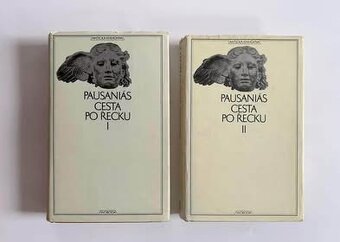 PAUSANIÁS
CESTA
PO ŘECKU
I
PAUSANIÁS
CESTA
PO ŘECKU
II